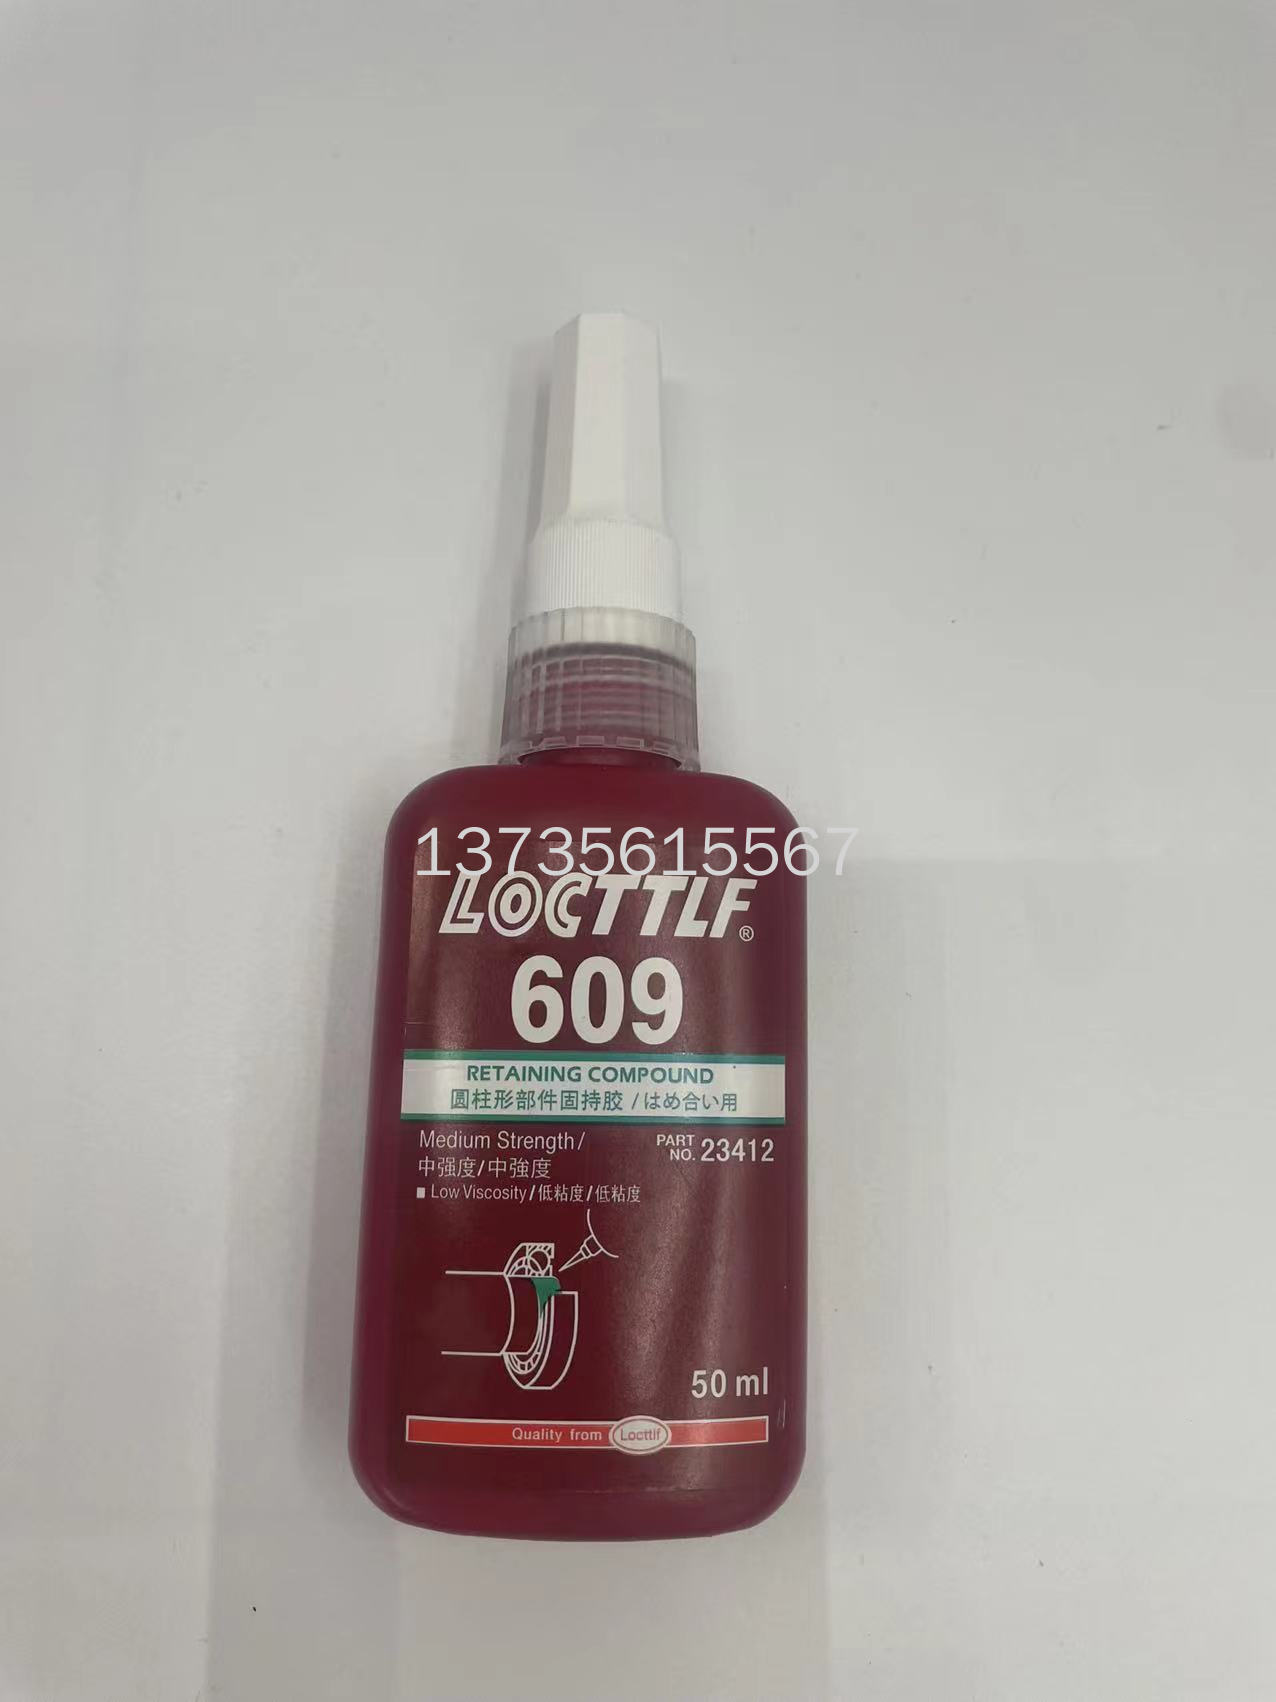 13735615567
LOCTTLF®
609
RETAINING COMPOUND
圆柱形部件固持胶 / はめ合い用
Medium Strength/
中强度/中強度
PART NO. 23412
■ Low Viscosity/低粘度/低粘度
50 ml
Quality from Locttlf